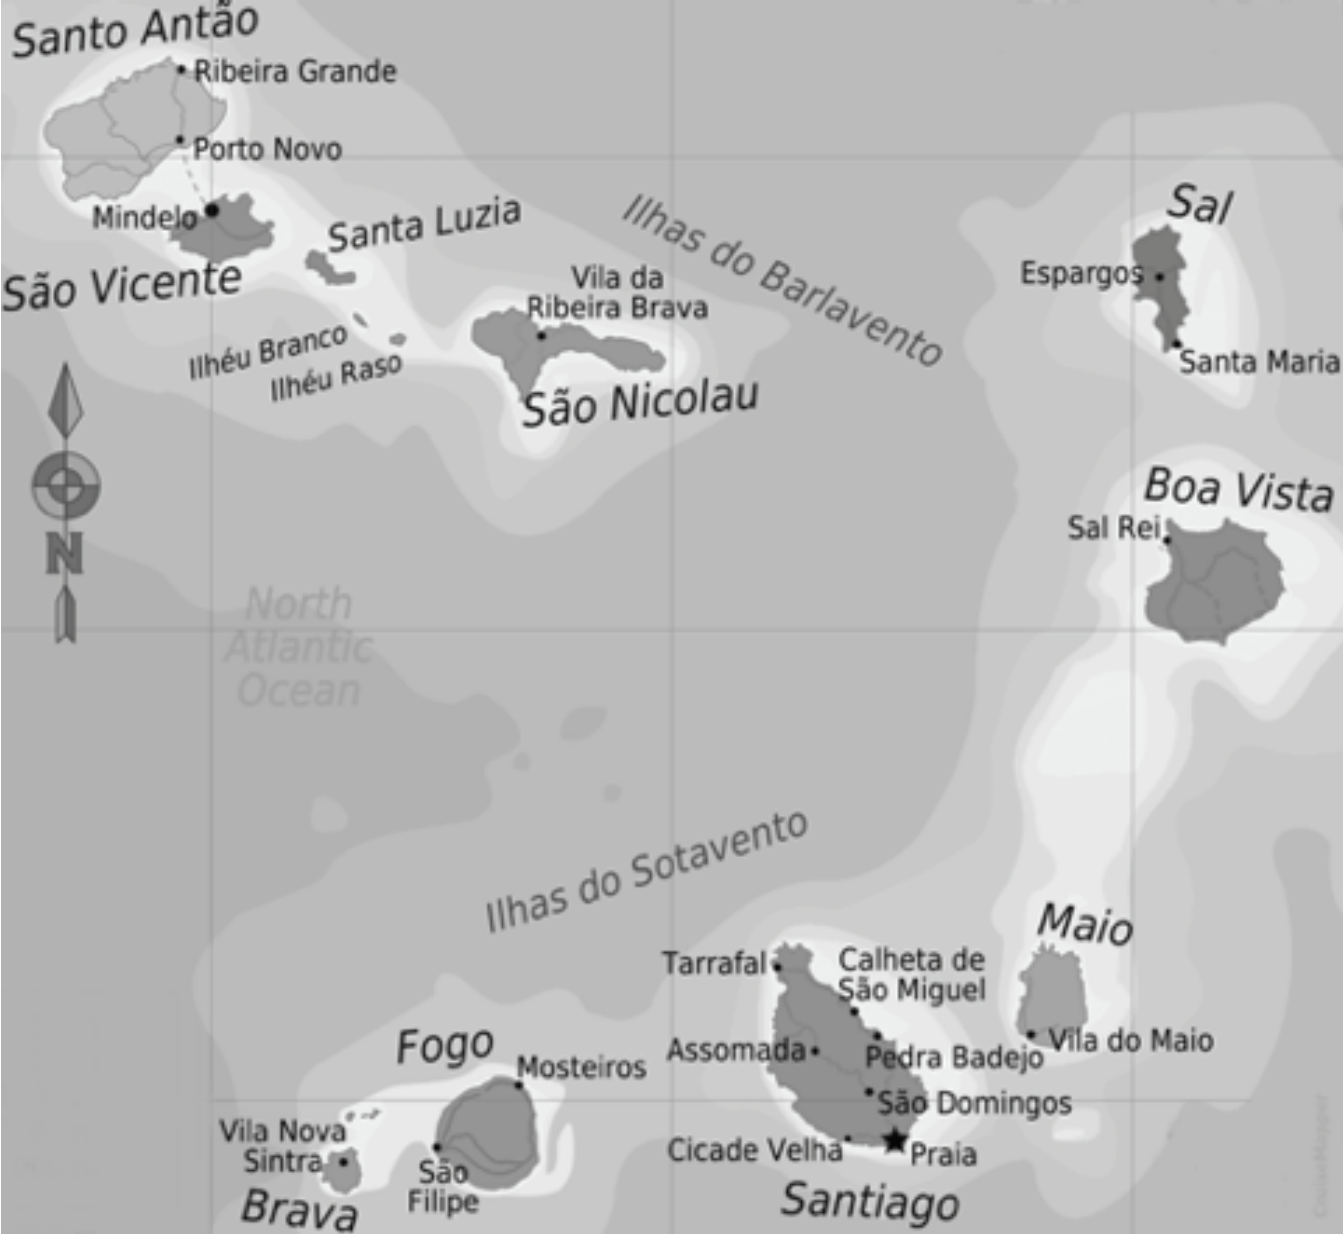 Santo Antão
Ribeira Grande
Porto Novo
Mindelo
São Vicente
Santa Luzia
Ilhéu Branco
Ilhéu Raso
Vila da
Ribeira Brava
São Nicolau
Ilhas do Barlavento
Sal
Espargos
Santa Maria
Boa Vista
Sal Rei
N
North
Atlantic
Ocean
Ilhas do Sotavento
Maio
Vila do Maio
Tarrafal
Calheta de
São Miguel
Assomada
Pedra Badejo
São Domingos
Cicade Velha
Praia
Santiago
Fogo
Mosteiros
São
Filipe
Vila Nova
Sintra
Brava